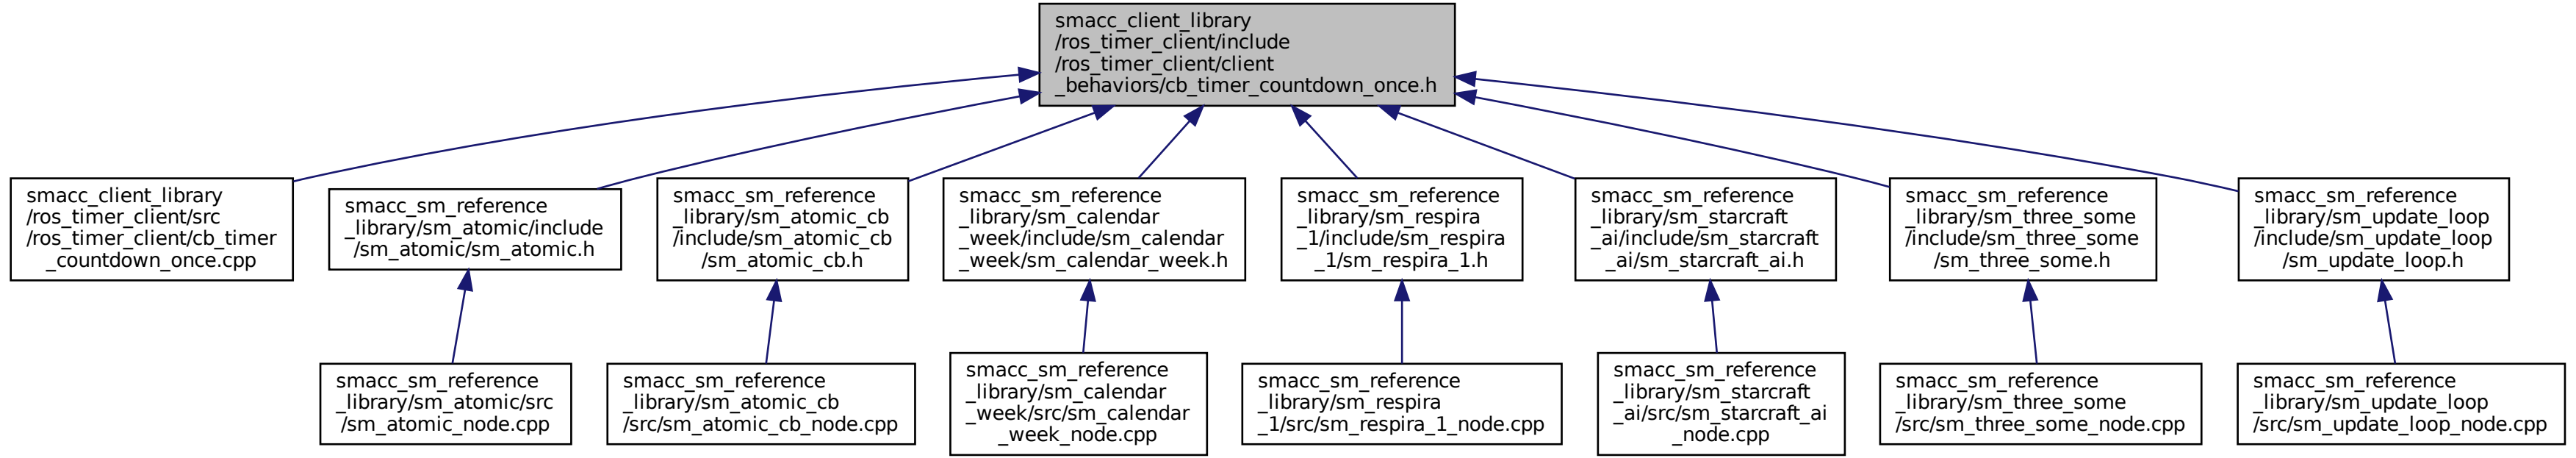 smacc_client_library
/ros_timer_client/include
/ros_timer_client/client
_behaviors/cb_timer_countdown_once.h
smacc_client_library
/ros_timer_client/src
/ros_timer_client/cb_timer
_countdown_once.cpp
smacc_sm_reference
_library/sm_atomic/include
/sm_atomic/sm_atomic.h
smacc_sm_reference
_library/sm_atomic_cb
/include/sm_atomic_cb
/sm_atomic_cb.h
smacc_sm_reference
_library/sm_calendar
_week/include/sm_calendar
_week/sm_calendar_week.h
smacc_sm_reference
_library/sm_respira
_1/include/sm_respira
_1/sm_respira_1.h
smacc_sm_reference
_library/sm_starcraft
_ai/include/sm_starcraft
_ai/sm_starcraft_ai.h
smacc_sm_reference
_library/sm_three_some
/include/sm_three_some
/sm_three_some.h
smacc_sm_reference
_library/sm_update_loop
/include/sm_update_loop
/sm_update_loop.h
smacc_sm_reference
_library/sm_atomic/src
/sm_atomic_node.cpp
smacc_sm_reference
_library/sm_atomic_cb
/src/sm_atomic_cb_node.cpp
smacc_sm_reference
_library/sm_calendar
_week/src/sm_calendar
_week_node.cpp
smacc_sm_reference
_library/sm_respira
_1/src/sm_respira_1_node.cpp
smacc_sm_reference
_library/sm_starcraft
_ai/src/sm_starcraft_ai
_node.cpp
smacc_sm_reference
_library/sm_three_some
/src/sm_three_some_node.cpp
smacc_sm_reference
_library/sm_update_loop
/src/sm_update_loop_node.cpp